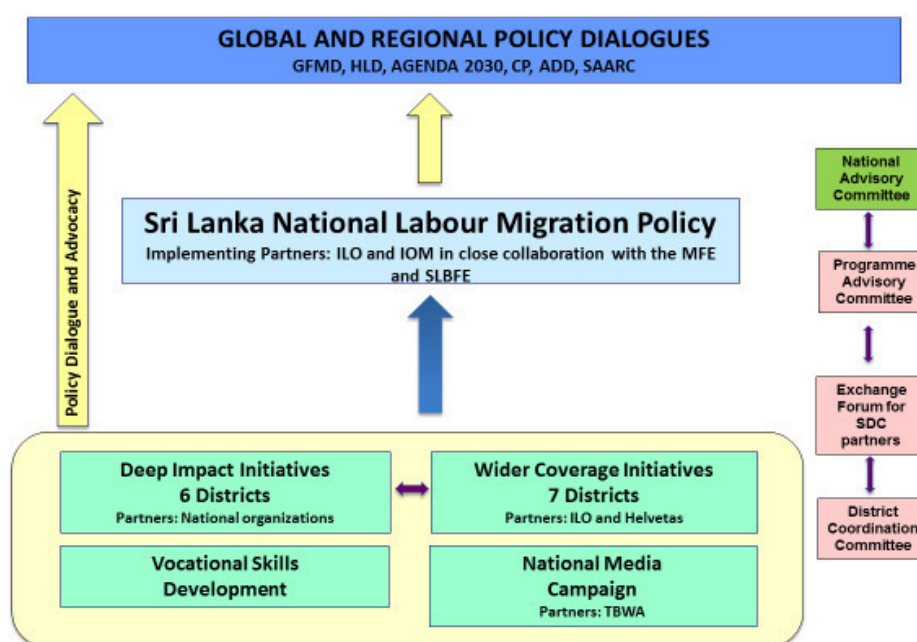 GLOBAL AND REGIONAL POLICY DIALOGUES
GFMD, HLD, AGENDA 2030, CP, ADD, SAARC
Policy Dialogue and Advocacy
Sri Lanka National Labour Migration Policy
Implementing Partners: ILO and IOM in close collaboration with the MFE
and SLBFE
Deep Impact Initiatives
6 Districts
Partners: National organizations
Wider Coverage Initiatives
7 Districts
Partners: ILO and Helvetas
Vocational Skills
Development
National Media
Campaign
Partners: TBWA
National
Advisory
Committee
Programme
Advisory
Committee
Exchange
Forum for
SDC
partners
District
Coordination
Committee